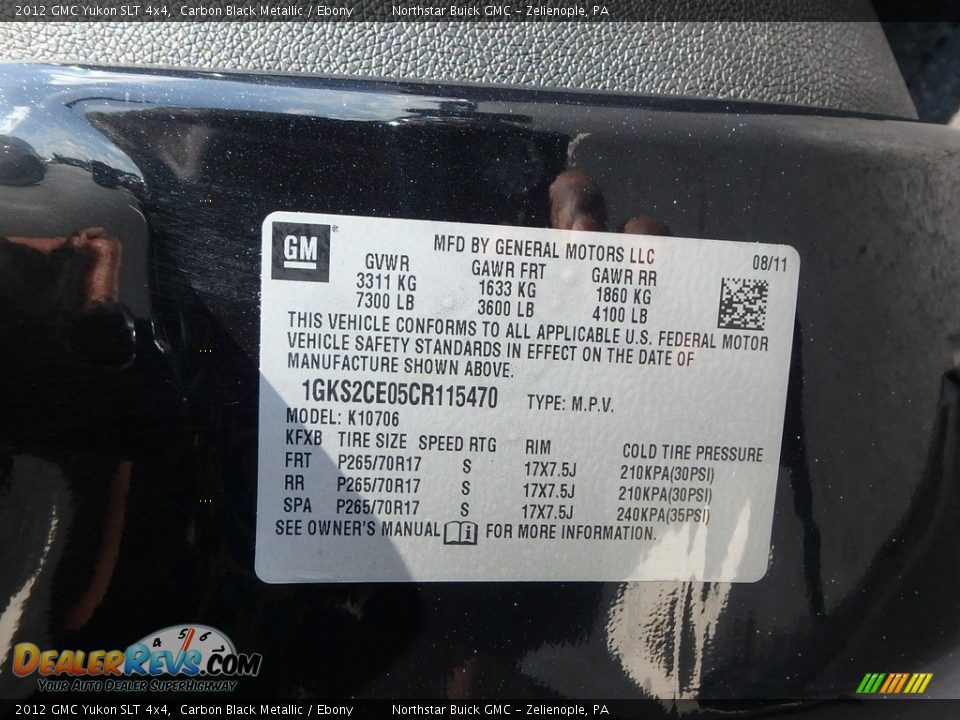 2012 GMC Yukon SLT 4x4, Carbon Black Metallic / Ebony Northstar Buick GMC - Zelienople, PA
GM ®
MFD BY GENERAL MOTORS LLC 08/11
GVWR GAWR FRT GAWR RR
3311 KG 1633 KG 1860 KG
7300 LB 3600 LB 4100 LB
THIS VEHICLE CONFORMS TO ALL APPLICABLE U.S. FEDERAL MOTOR
VEHICLE SAFETY STANDARDS IN EFFECT ON THE DATE OF
MANUFACTURE SHOWN ABOVE.
1GKS2CE05CR115470 TYPE: M.P.V.
MODEL: K10706
KFXB TIRE SIZE SPEED RTG RIM COLD TIRE PRESSURE
FRT P265/70R17 S 17X7.5J 210KPA(30PSI)
RR P265/70R17 S 17X7.5J 210KPA(30PSI)
SPA P265/70R17 S 17X7.5J 240KPA(35PSI)
SEE OWNER'S MANUAL i FOR MORE INFORMATION.
4 5 6
DEALERREVS.COM
YOUR AUTO DEALER SUPERHIGHWAY
2012 GMC Yukon SLT 4x4, Carbon Black Metallic / Ebony Northstar Buick GMC - Zelienople, PA